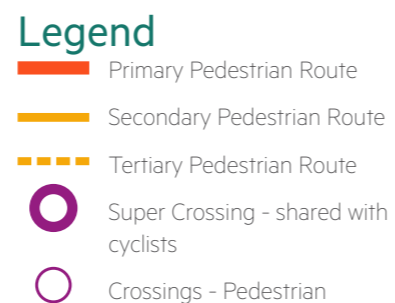 Legend
Primary Pedestrian Route
Secondary Pedestrian Route
Tertiary Pedestrian Route
Super Crossing - shared with
cyclists
Crossings - Pedestrian